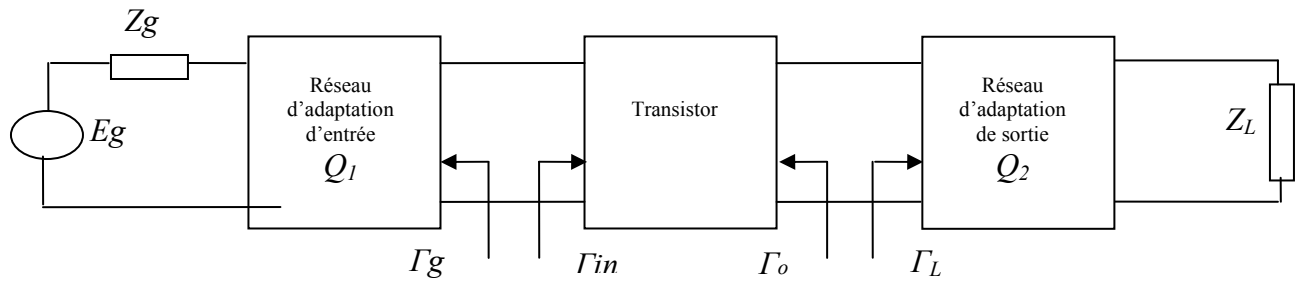 Zg
Eg
Réseau
d’adaptation
d’entrée
Q1
Transistor
Réseau
d’adaptation
de sortie
Q2
ZL
Γg
Γin
Γo
ΓL